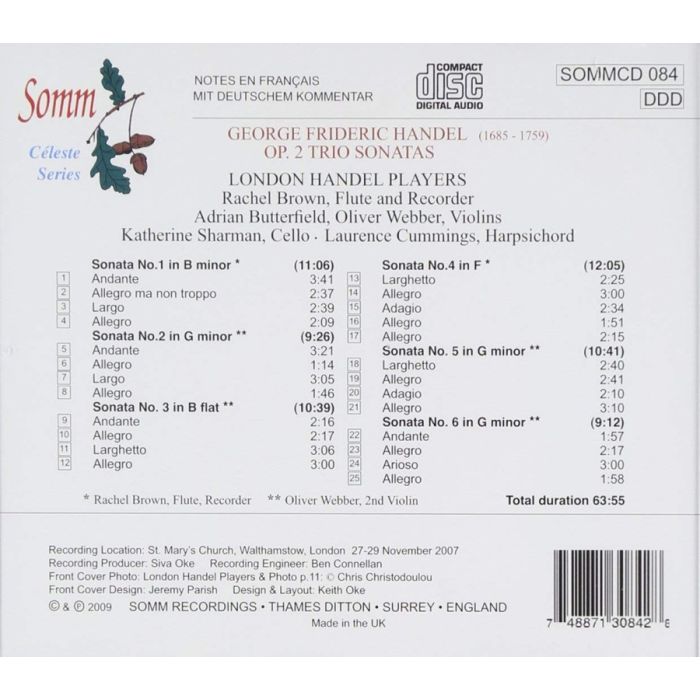 Somm
Céleste
Series
NOTES EN FRANÇAIS
MIT DEUTSCHEM KOMMENTAR
COMPACT
disc
DIGITAL AUDIO
SOMMCD 084
DDD
GEORGE FRIDERIC HANDEL (1685 - 1759)
OP. 2 TRIO SONATAS
LONDON HANDEL PLAYERS
Rachel Brown, Flute and Recorder
Adrian Butterfield, Oliver Webber, Violins
Katherine Sharman, Cello · Laurence Cummings, Harpsichord
Sonata No.1 in B minor * (11:06)
1 Andante 3:41
2 Allegro ma non troppo 2:37
3 Largo 2:39
4 Allegro 2:09
Sonata No.2 in G minor ** (9:26)
5 Andante 3:21
6 Allegro 1:14
7 Largo 3:05
8 Allegro 1:46
Sonata No. 3 in B flat ** (10:39)
9 Andante 2:16
10 Allegro 2:17
11 Larghetto 3:06
12 Allegro 3:00
Sonata No.4 in F * (12:05)
13 Larghetto 2:25
14 Allegro 3:00
15 Adagio 2:34
16 Allegro 1:51
17 Allegro 2:15
Sonata No. 5 in G minor ** (10:41)
18 Larghetto 2:40
19 Allegro 2:41
20 Adagio 2:10
21 Allegro 3:10
Sonata No. 6 in G minor ** (9:12)
22 Andante 1:57
23 Allegro 2:17
24 Arioso 3:00
25 Allegro 1:58
* Rachel Brown, Flute, Recorder ** Oliver Webber, 2nd Violin
Total duration 63:55
Recording Location: St. Mary's Church, Walthamstow, London 27-29 November 2007
Recording Producer: Siva Oke Recording Engineer: Ben Connellan
Front Cover Photo: London Handel Players & Photo p.11: © Chris Christodoulou
Front Cover Design: Jeremy Parish Design & Layout: Keith Oke
© & ℗ 2009 SOMM RECORDINGS · THAMES DITTON · SURREY · ENGLAND
Made in the UK
7 48871 30842 8